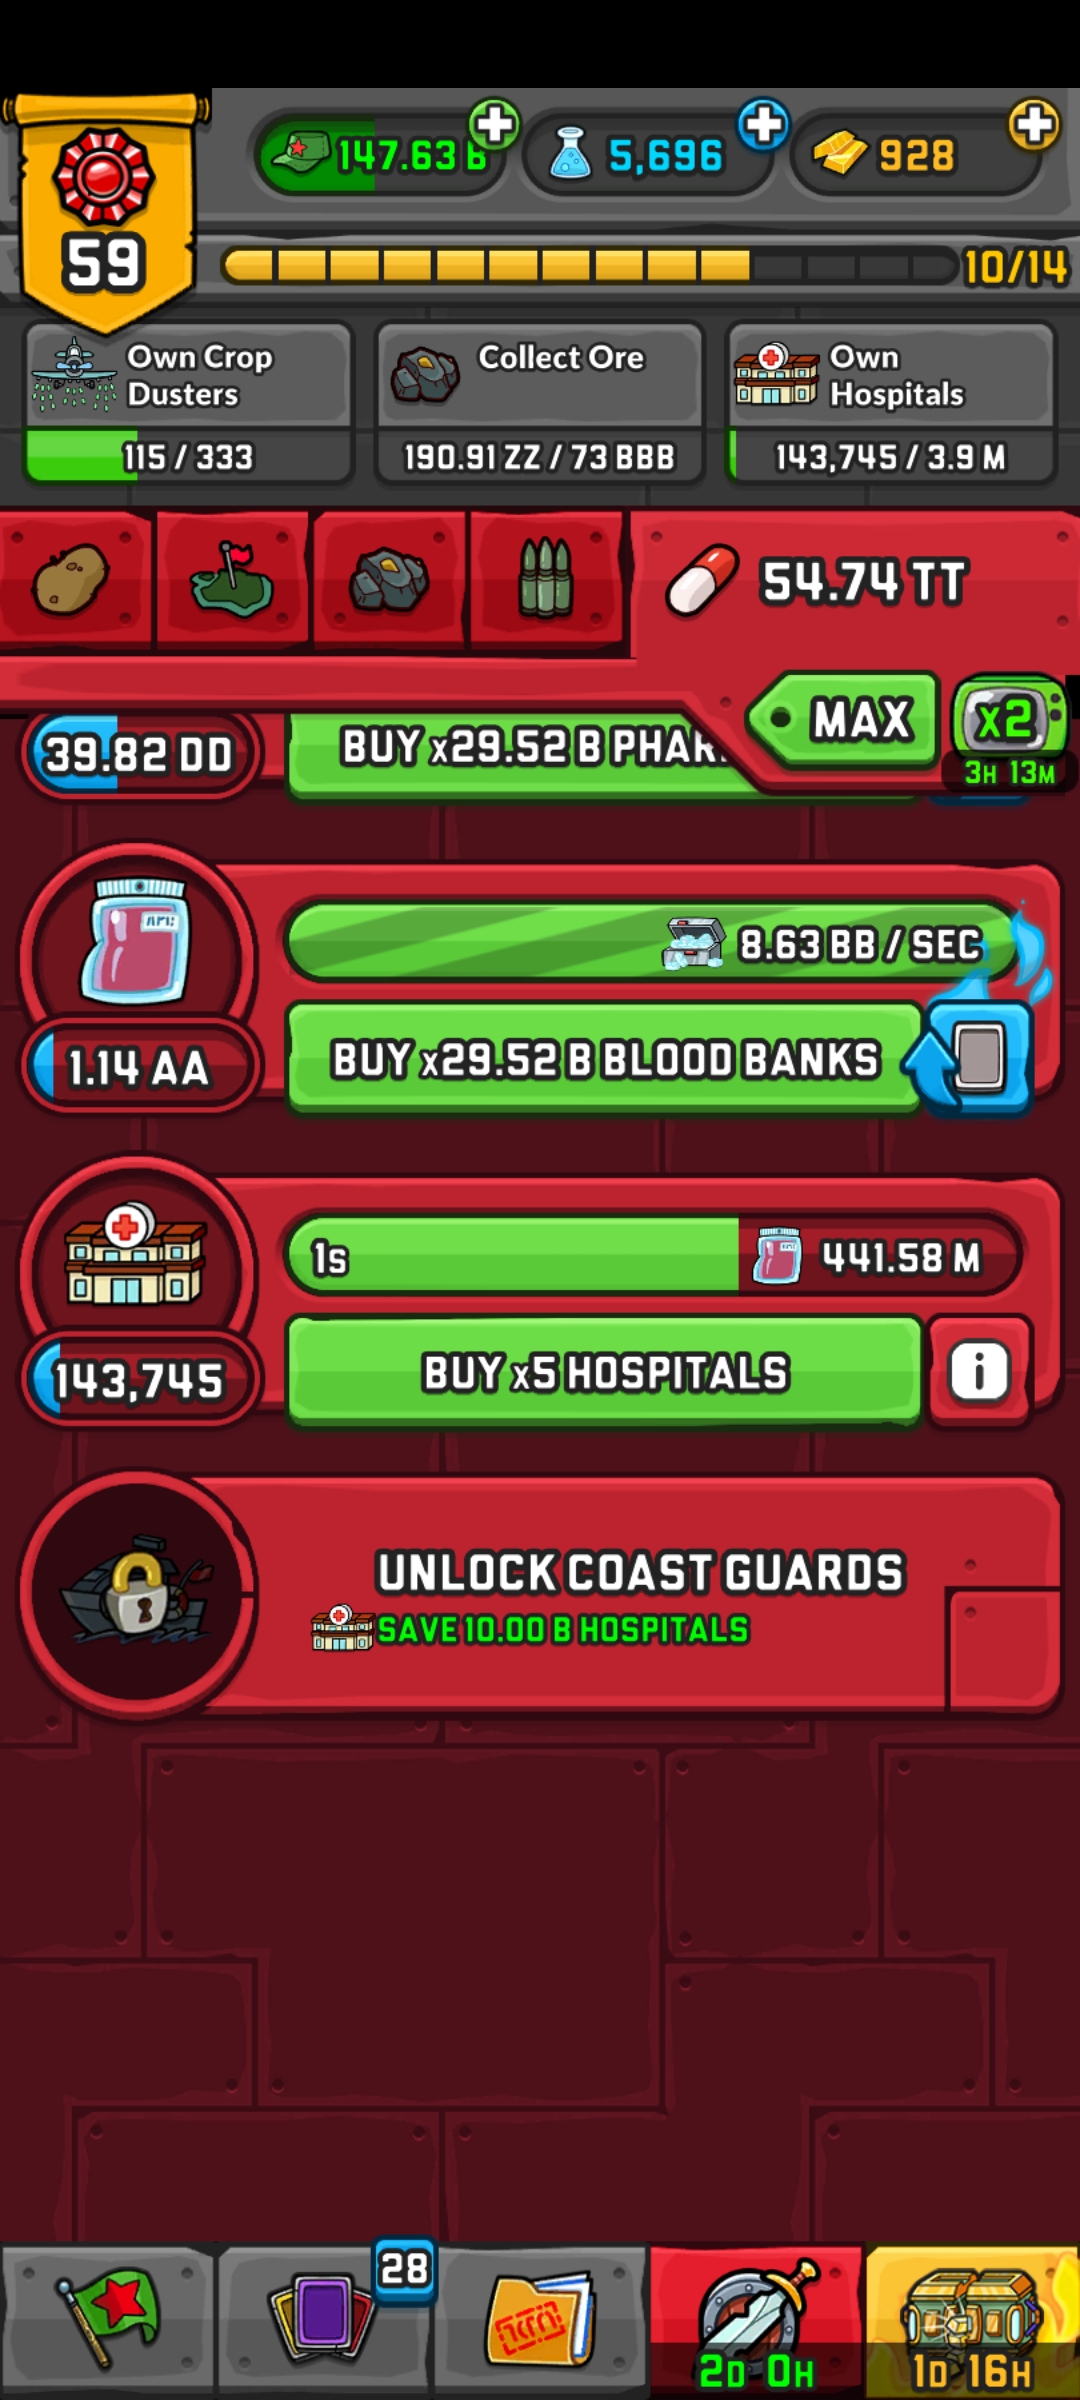 147.63 B
5,696
928
59
10/14
Own Crop
Dusters
115 / 333
Collect Ore
190.91 ZZ / 73 BBB
Own
Hospitals
143,745 / 3.9 M
54.74 TT
MAX
x2
3H 13M
39.82 DD
BUY x29.52 B
8.63 BB / SEC
1.14 AA
BUY x29.52 B BLOOD BANKS
1s
441.58 M
143,745
BUY x5 HOSPITALS
i
UNLOCK COAST GUARDS
SAVE 10.00 B HOSPITALS
28
2D 0H
1D 16H